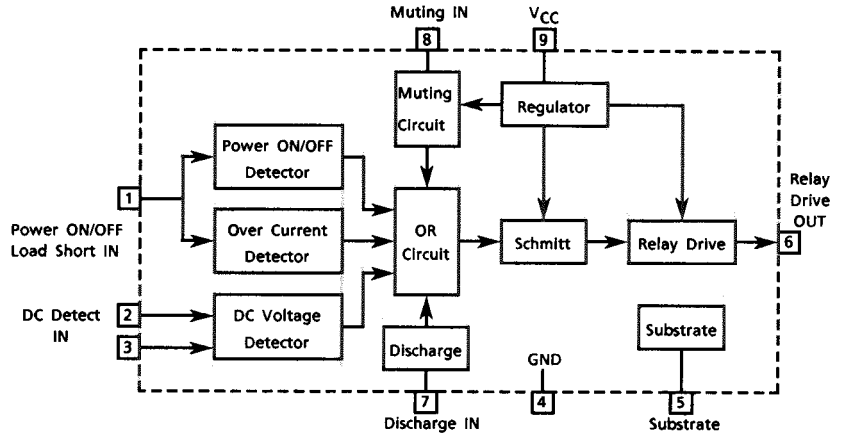 Muting IN
VCC
8
9
Muting
Circuit
Regulator
Power ON/OFF
Detector
1
Power ON/OFF
Load Short IN
Over Current
Detector
OR
Circuit
Schmitt
Relay Drive
Relay
Drive
OUT
6
DC Detect
IN
2
3
DC Voltage
Detector
Discharge
Substrate
GND
7
4
5
Discharge IN
Substrate